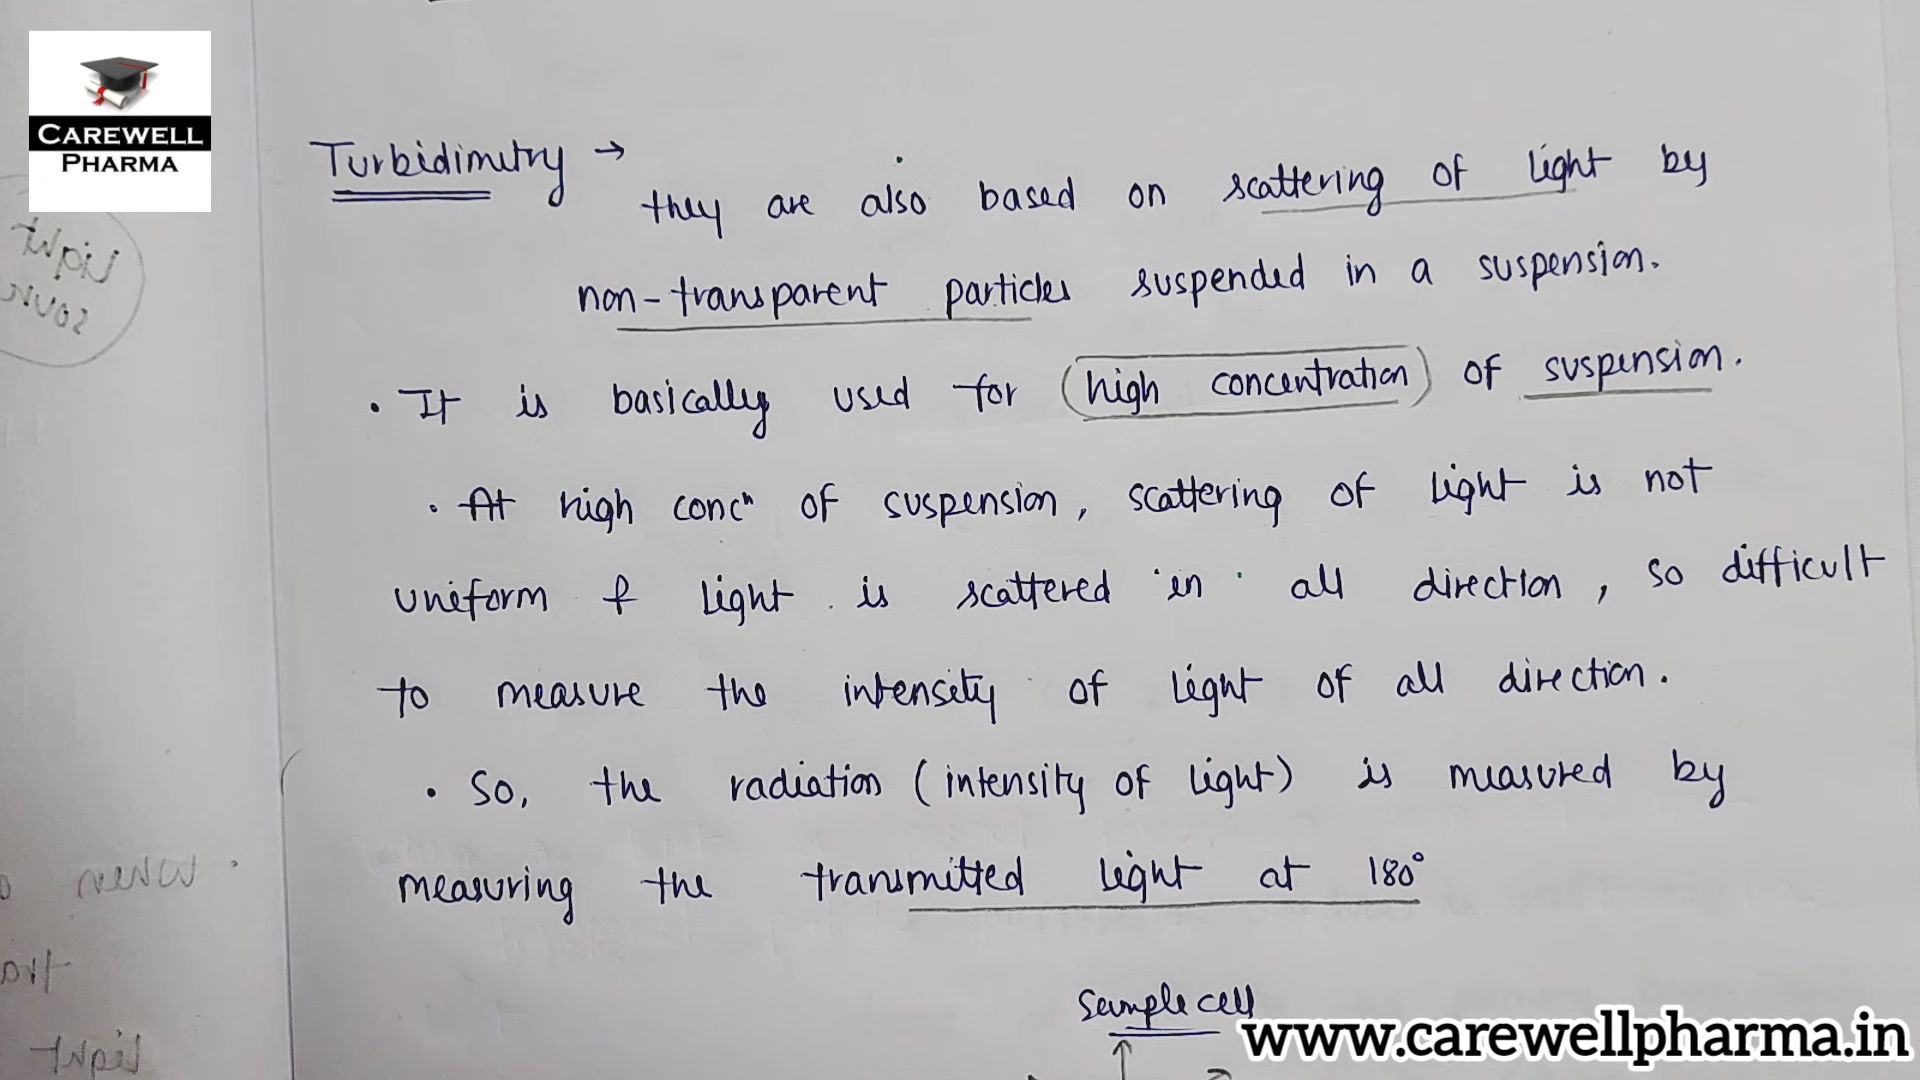 CAREWELL
PHARMA
Turbidimetry →
they are also based on scattering of light by
non-transparent particles suspended in a suspension.
• It is basically used for (high concentration) of suspension.
• At high concⁿ of suspension, scattering of light is not
uniform & light is scattered in all direction, so difficult
to measure the intensity of light of all direction.
• So, the radiation (intensity of light) is measured by
measuring the transmitted light at 180°
Sample cell
www.carewellpharma.in